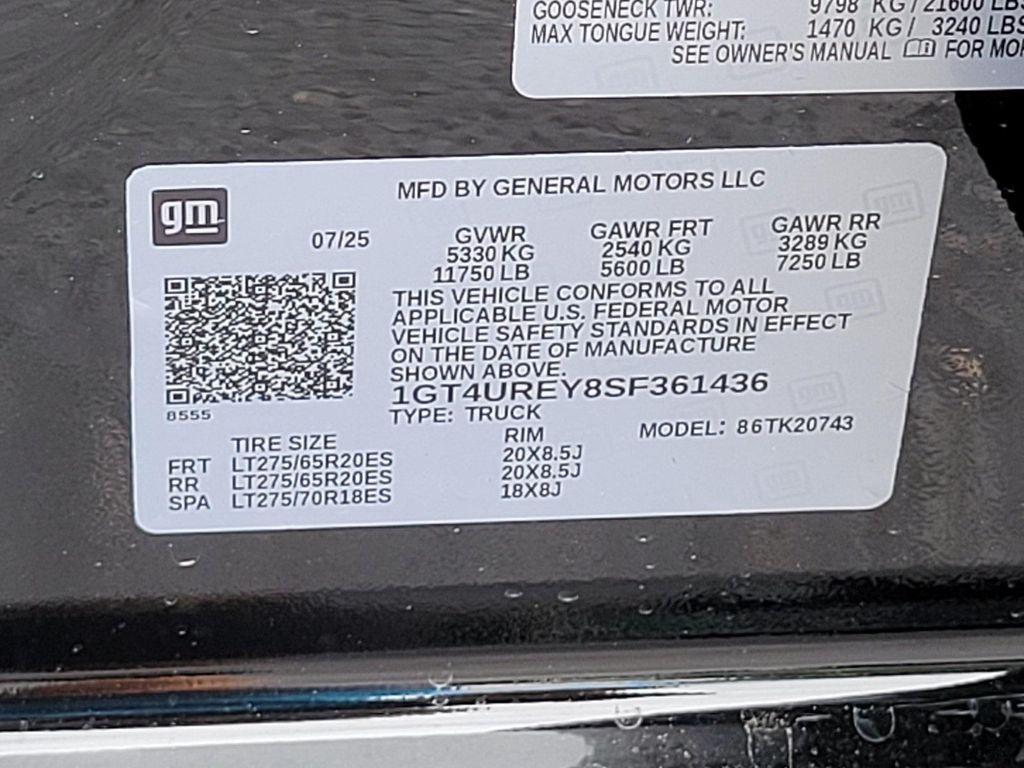 GOOSENECK TWR: 9798 KG / 21600 LBS
MAX TONGUE WEIGHT: 1470 KG / 3240 LBS
SEE OWNER'S MANUAL FOR
MFD BY GENERAL MOTORS LLC
gm
07/25
GVWR GAWR FRT GAWR RR
5330 KG 2540 KG 3289 KG
11750 LB 5600 LB 7250 LB
THIS VEHICLE CONFORMS TO ALL
APPLICABLE U.S. FEDERAL MOTOR
VEHICLE SAFETY STANDARDS IN EFFECT
ON THE DATE OF MANUFACTURE
SHOWN ABOVE.
1GT4UREY8SF361436
8555
TYPE: TRUCK
MODEL: 86TK20743
TIRE SIZE RIM
FRT LT275/65R20ES 20X8.5J
RR LT275/65R20ES 20X8.5J
SPA LT275/70R18ES 18X8J